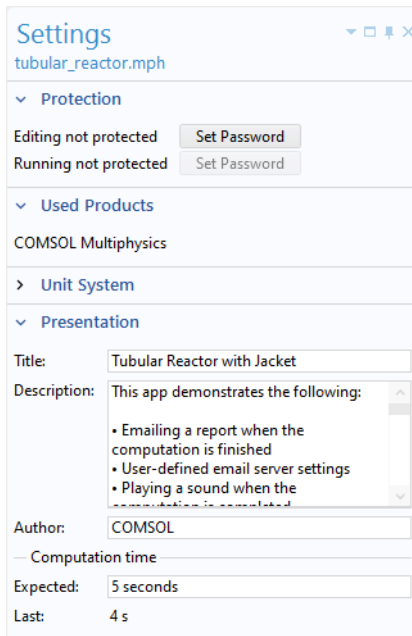 Settings
tubular_reactor.mph
Protection
Editing not protected Set Password
Running not protected Set Password
Used Products
COMSOL Multiphysics
Unit System
Presentation
Title: Tubular Reactor with Jacket
Description: This app demonstrates the following:
• Emailing a report when the
computation is finished
• User-defined email server settings
• Playing a sound when the
Author: COMSOL
Computation time
Expected: 5 seconds
Last: 4 s